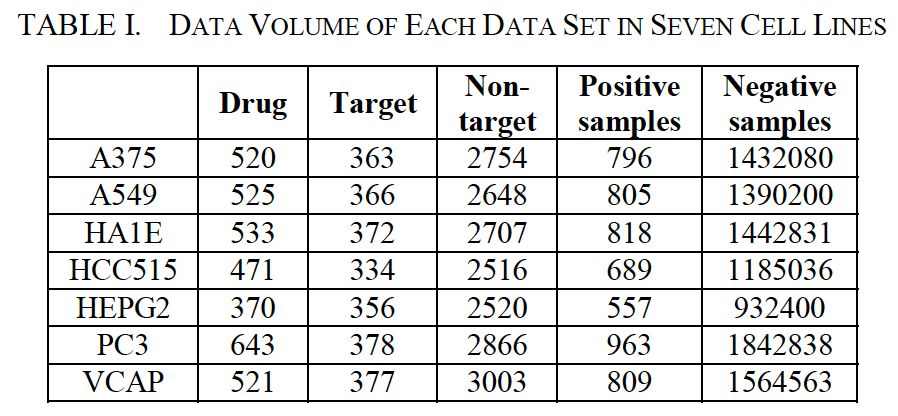 TABLE I. DATA VOLUME OF EACH DATA SET IN SEVEN CELL LINES
Drug Target Non-target Positive samples Negative samples
A375 520 363 2754 796 1432080
A549 525 366 2648 805 1390200
HA1E 533 372 2707 818 1442831
HCC515 471 334 2516 689 1185036
HEPG2 370 356 2520 557 932400
PC3 643 378 2866 963 1842838
VCAP 521 377 3003 809 1564563